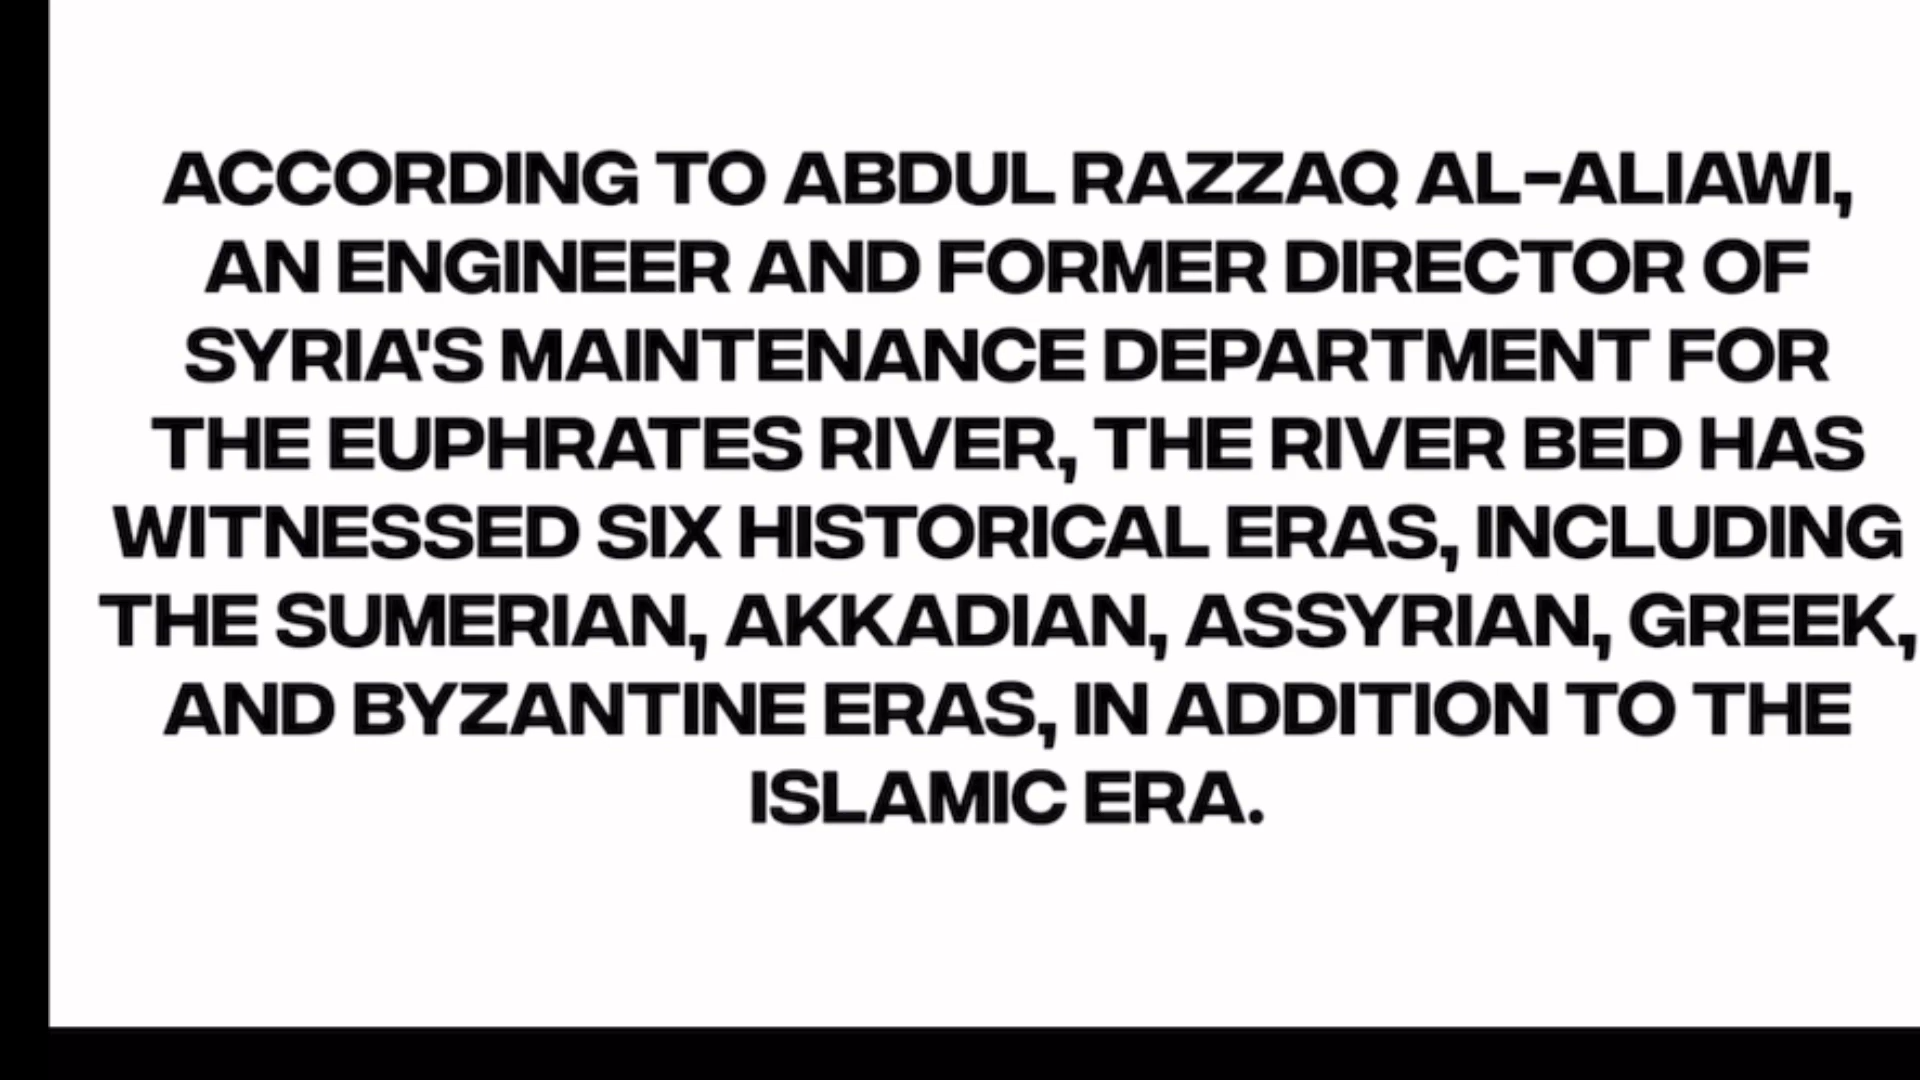 ACCORDING TO ABDUL RAZZAQ AL-ALIAWI,
AN ENGINEER AND FORMER DIRECTOR OF
SYRIA'S MAINTENANCE DEPARTMENT FOR
THE EUPHRATES RIVER, THE RIVER BED HAS
WITNESSED SIX HISTORICAL ERAS, INCLUDING
THE SUMERIAN, AKKADIAN, ASSYRIAN, GREEK,
AND BYZANTINE ERAS, IN ADDITION TO THE
ISLAMIC ERA.